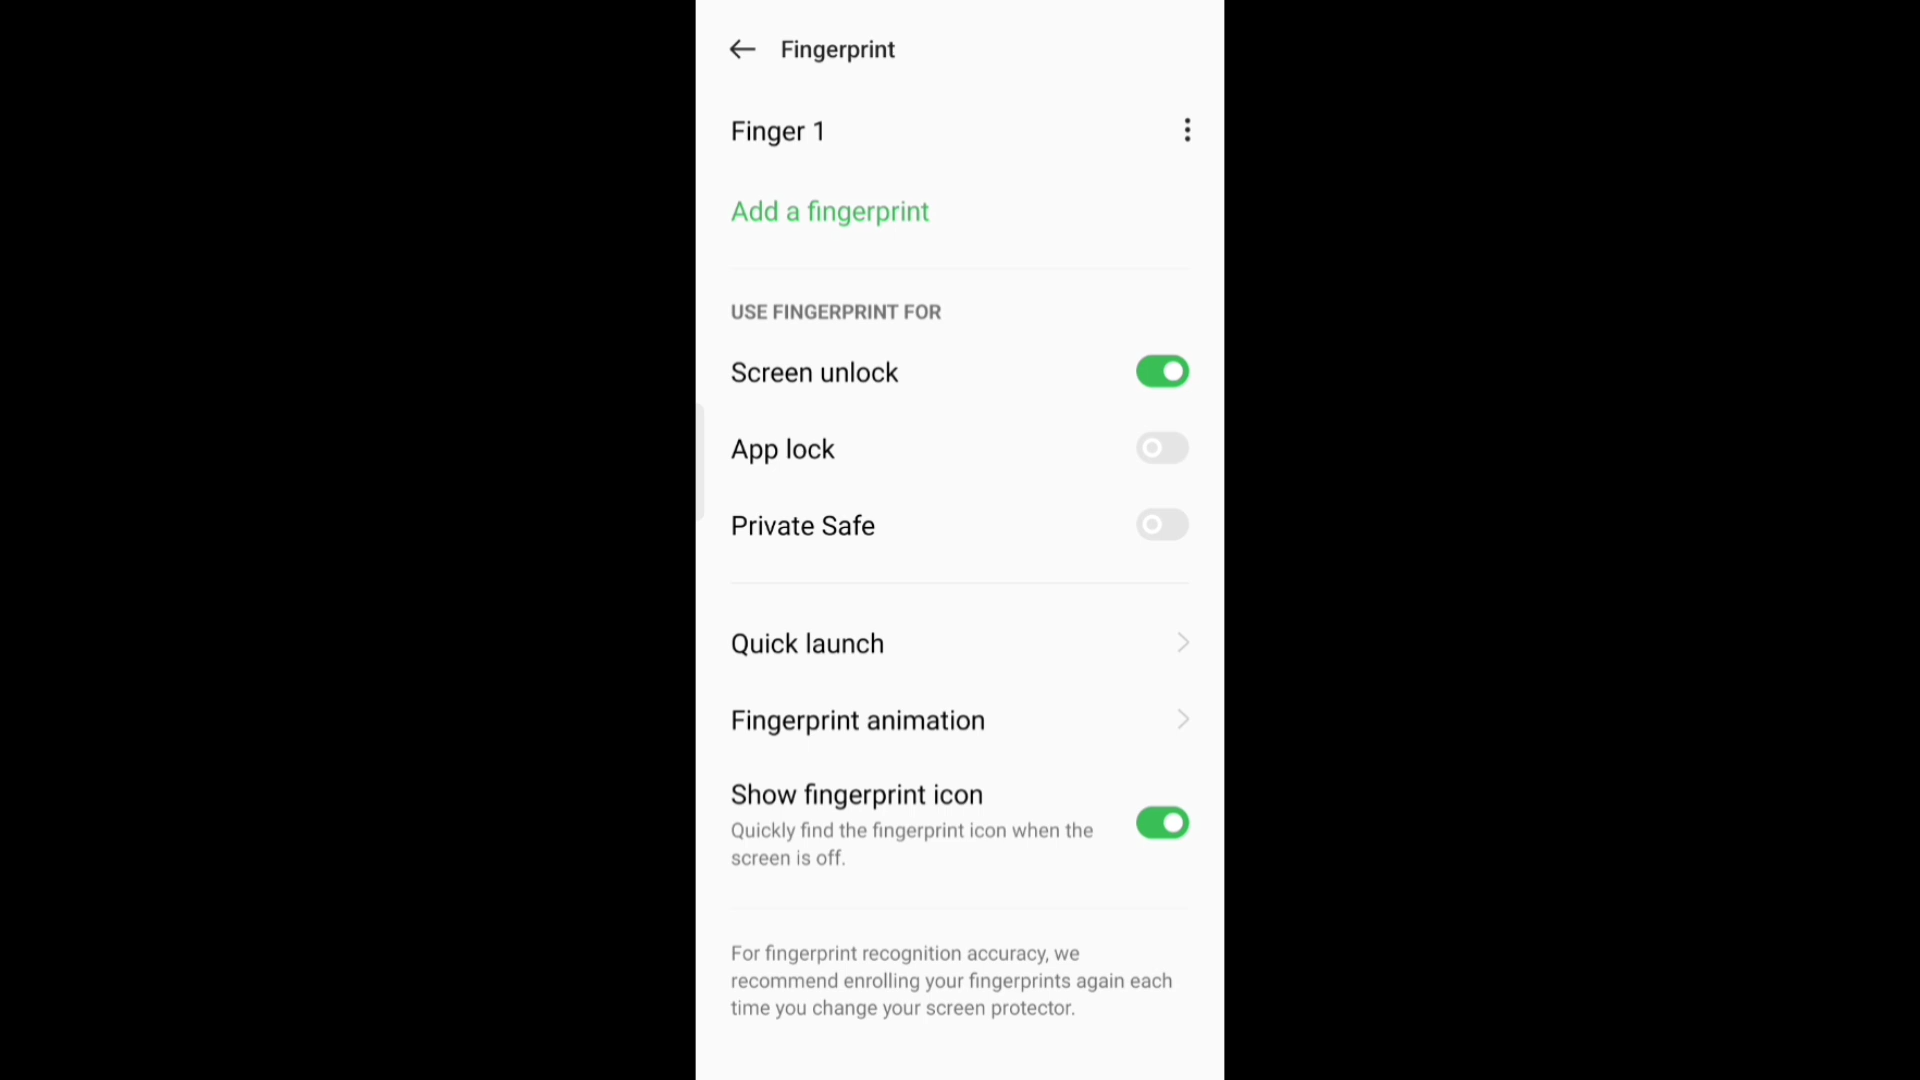 Fingerprint
Finger 1
Add a fingerprint
USE FINGERPRINT FOR
Screen unlock
App lock
Private Safe
Quick launch
Fingerprint animation
Show fingerprint icon
Quickly find the fingerprint icon when the
screen is off.
For fingerprint recognition accuracy, we
recommend enrolling your fingerprints again each
time you change your screen protector.